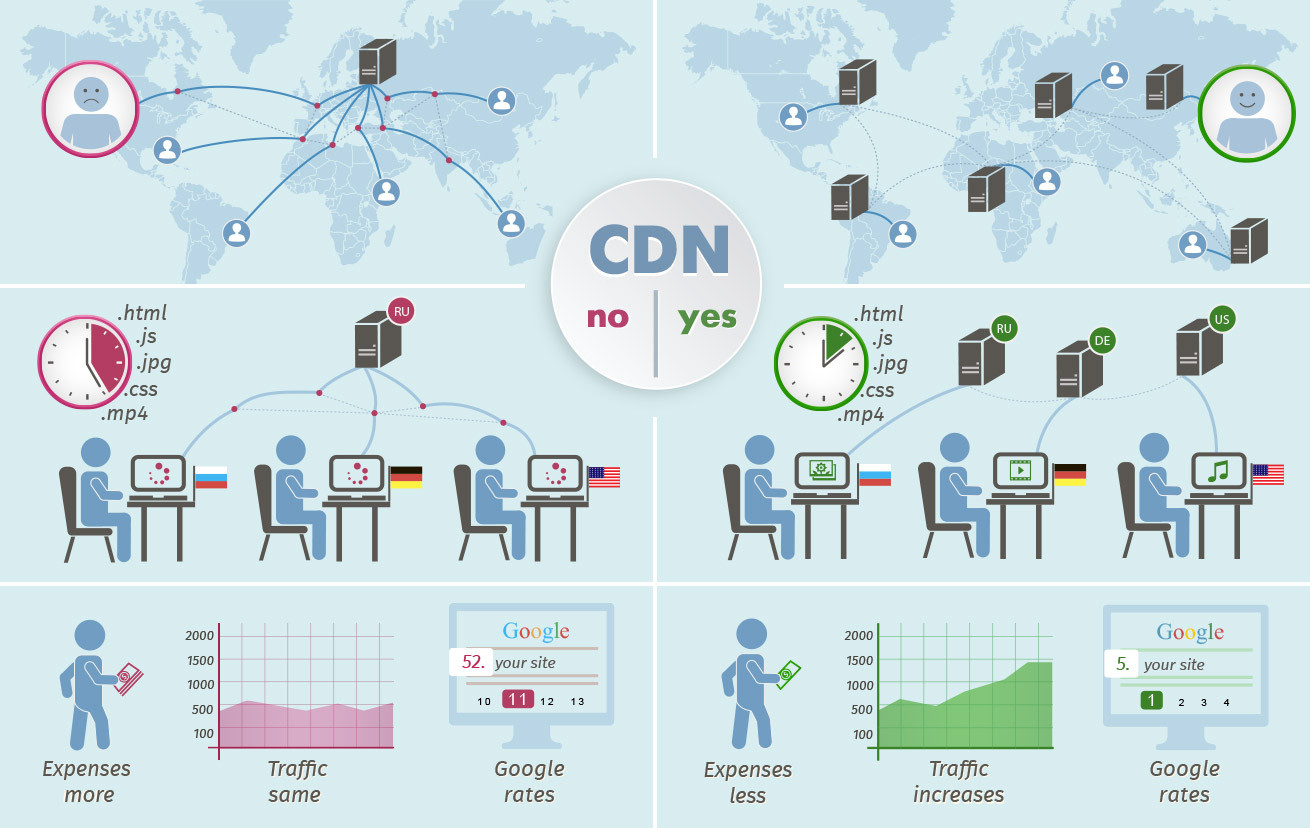 CDN
no
yes
.html
.js
.jpg
.css
.mp4
RU
.html
.js
.jpg
.css
.mp4
RU
DE
US
2000
1500
1000
500
100
Google
52. your site
10 11 12 13
Expenses
more
Traffic
same
Google
rates
2000
1500
1000
500
100
Google
5. your site
1 2 3 4
Expenses
less
Traffic
increases
Google
rates